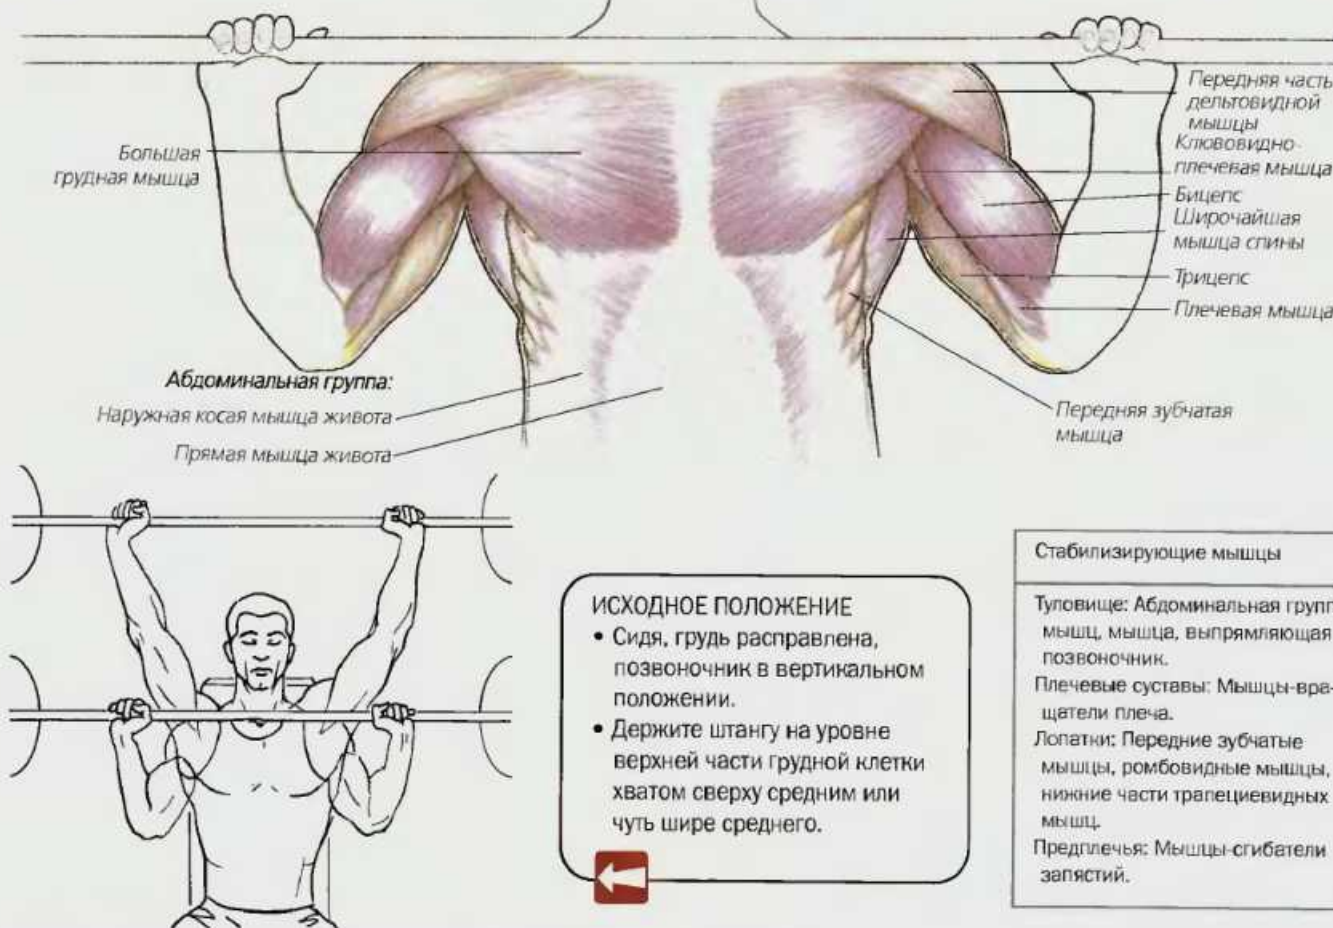 Большая
грудная мышца
Передняя часть
дельтовидной
мышцы
Клювовидно-
плечевая мышца
Бицепс
Широчайшая
мышца спины
Трицепс
Плечевая мышца
Передняя зубчатая
мышца
Абдоминальная группа:
Наружная косая мышца живота
Прямая мышца живота
ИСХОДНОЕ ПОЛОЖЕНИЕ
• Сидя, грудь расправлена,
позвоночник в вертикальном
положении.
• Держите штангу на уровне
верхней части грудной клетки
хватом сверху средним или
чуть шире среднего.
Стабилизирующие мышцы
Туловище: Абдоминальная групп
мышц, мышца, выпрямляющая
позвоночник.
Плечевые суставы: Мышцы-вра-
щатели плеча.
Лопатки: Передние зубчатые
мышцы, ромбовидные мышцы,
нижние части трапециевидных
мышц.
Предплечья: Мышцы-сгибатели
запястий.